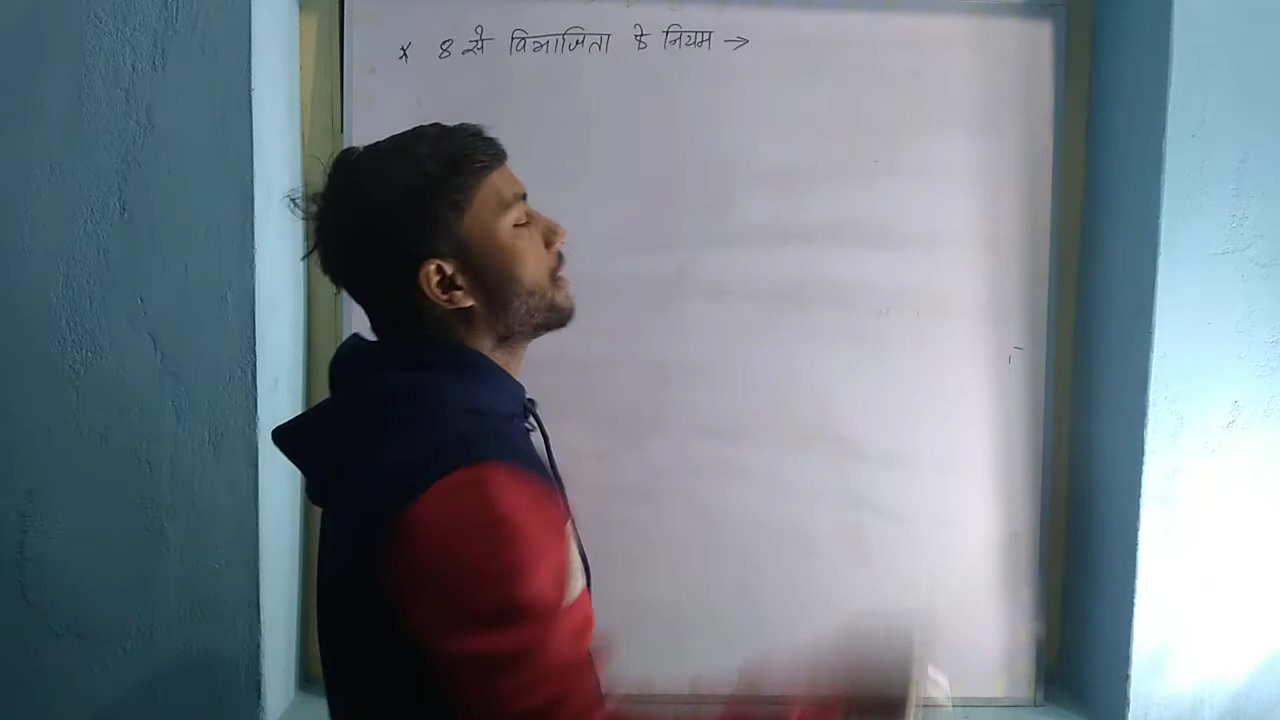 * 8 से विभाजिता के नियम →